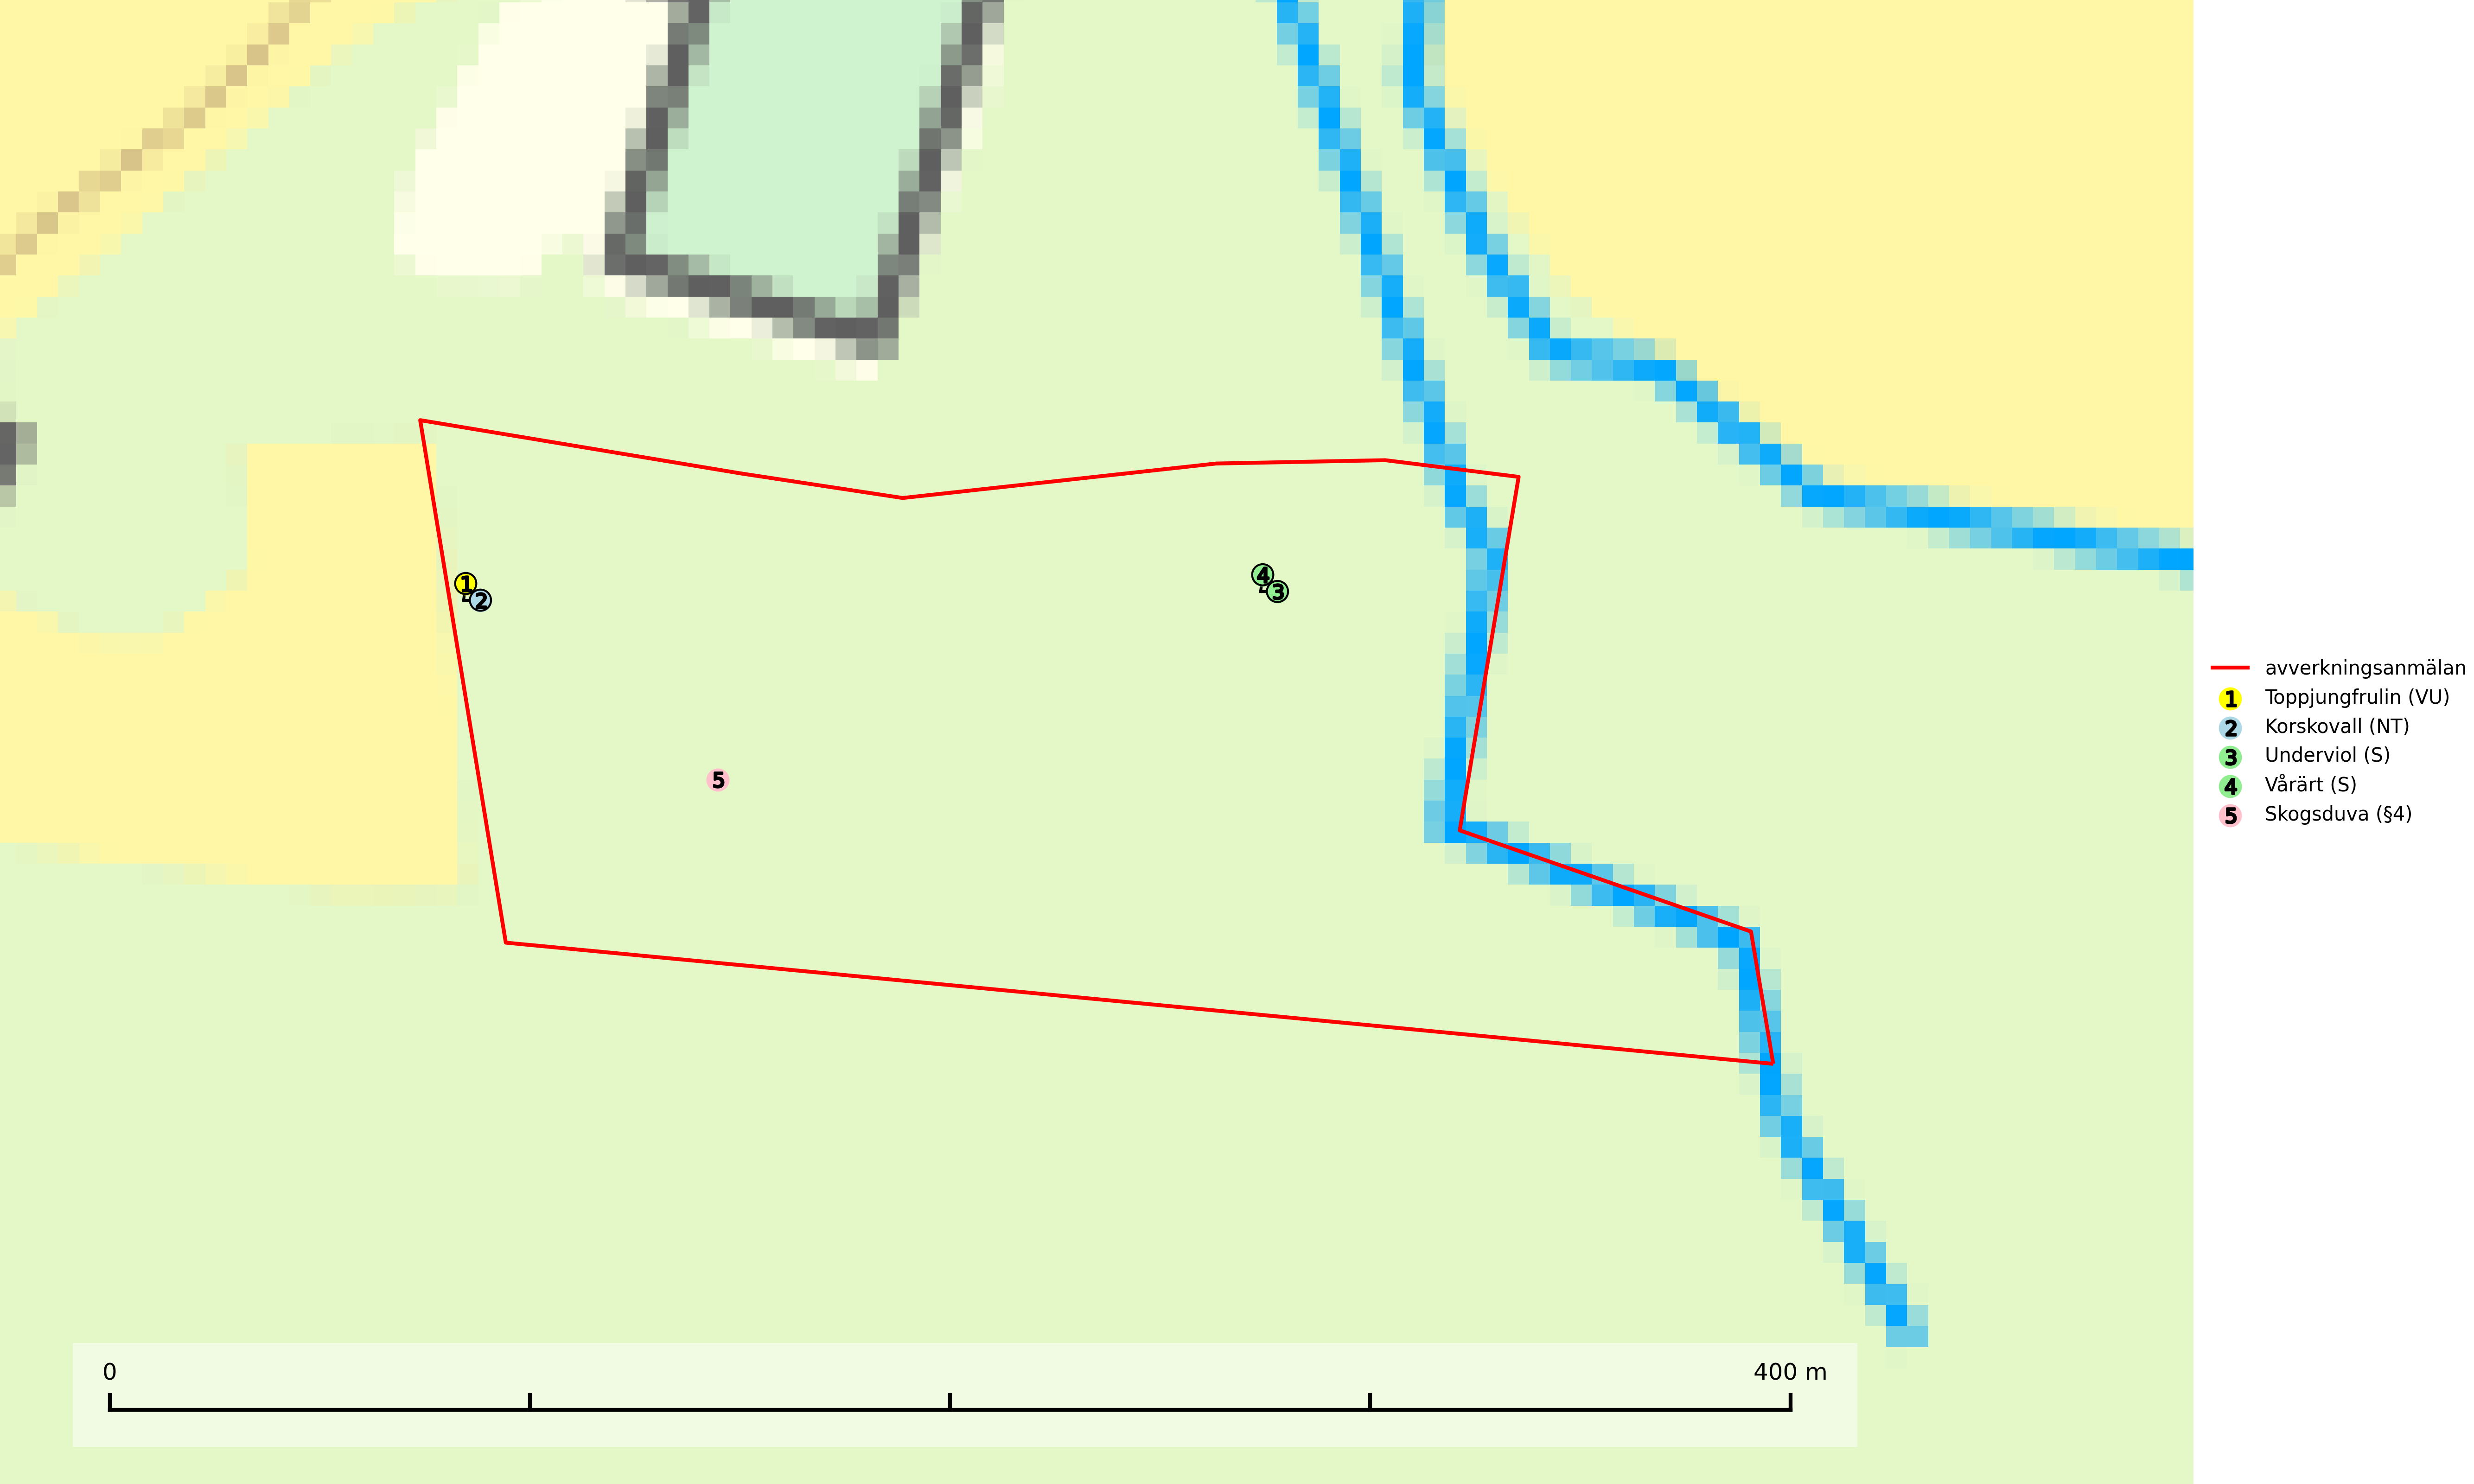 1
2
4
3
5
avverkningsanmälan
1 Toppjungfrulin (VU)
2 Korskovall (NT)
3 Underviol (S)
4 Vårärt (S)
5 Skogsduva (§4)
0 400 m